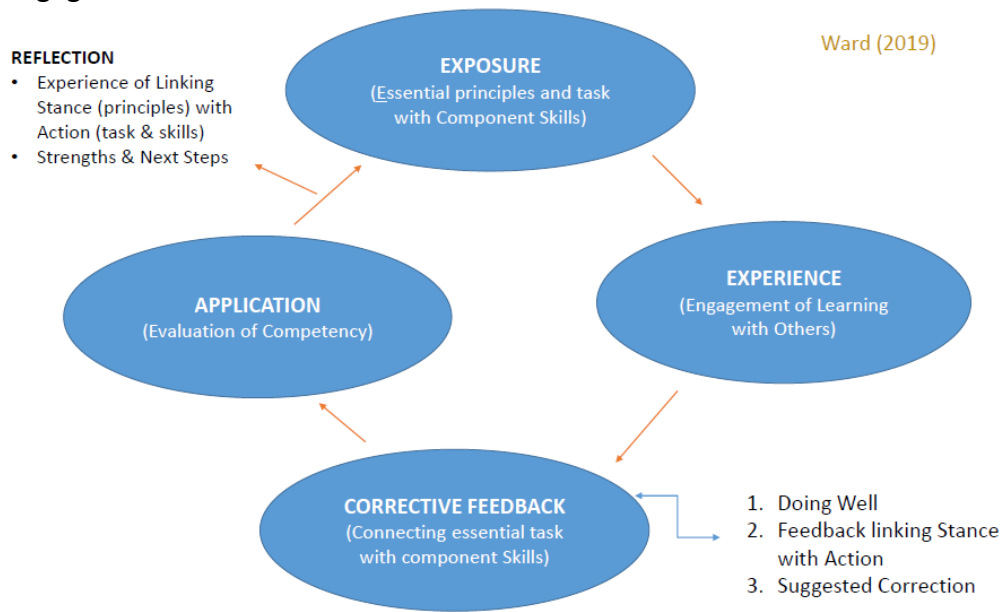 Ward (2019)
REFLECTION
• Experience of Linking
Stance (principles) with
Action (task & skills)
• Strengths & Next Steps
EXPOSURE
(Essential principles and task
with Component Skills)
EXPERIENCE
(Engagement of Learning
with Others)
APPLICATION
(Evaluation of Competency)
CORRECTIVE FEEDBACK
(Connecting essential task
with component Skills)
1. Doing Well
2. Feedback linking Stance
with Action
3. Suggested Correction